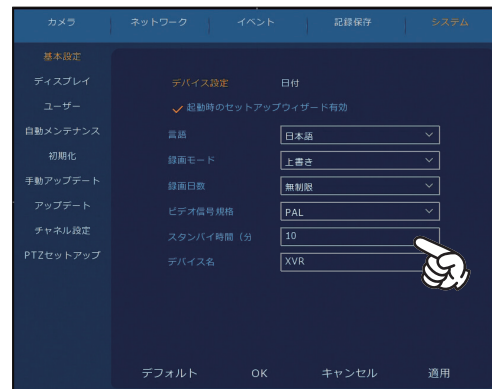 カメラ ネットワーク イベント 記録保存 システム
基本設定
ディスプレイ
ユーザー
自動メンテナンス
初期化
手動アップデート
アップデート
チャネル設定
PTZセットアップ
デバイス設定 日付
起動時のセットアップウィザード有効
言語 日本語
録画モード 上書き
録画日数 無制限
ビデオ信号規格 PAL
スタンバイ時間（分 10
デバイス名 XVR
デフォルト OK キャンセル 適用